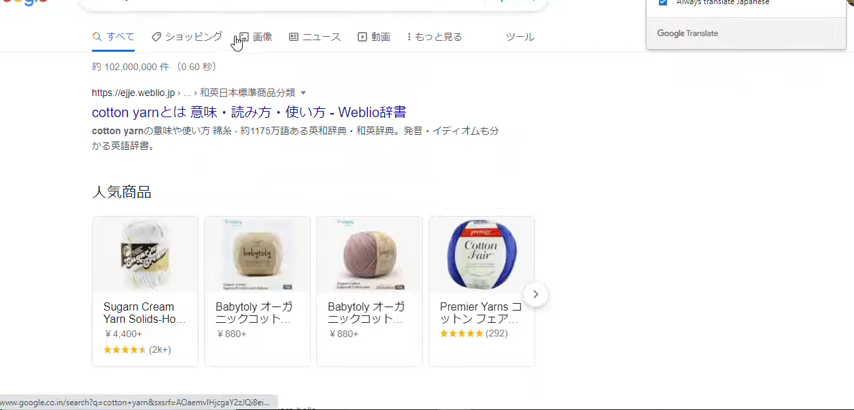 Always translate Japanese
Google Translate
すべて ショッピング 画像 ニュース 動画 もっと見る ツール
約 102,000,000 件 （0.60 秒）
https://ejje.weblio.jp › ... › 和英日本標準商品分類
cotton yarnとは 意味・読み方・使い方 - Weblio辞書
cotton yarnの意味や使い方 綿糸 - 約1175万語ある英和辞典・和英辞典。発音・イディオムも分
かる英語辞書。
人気商品
Sugarn Cream
Yarn Solids-Ho...
￥4,400+
(2k+)
babytoly
Babytoly オーガ
ニックコット...
￥880+
Babytoly オーガ
ニックコット...
￥880+
premier
Cotton
Fair
Premier Yarns コ
ットン フェア...
(292)
www.google.co.in/search?q=cotton+yarn&sxsrf=AOaemvIHjcgaY2zJQi8ei...